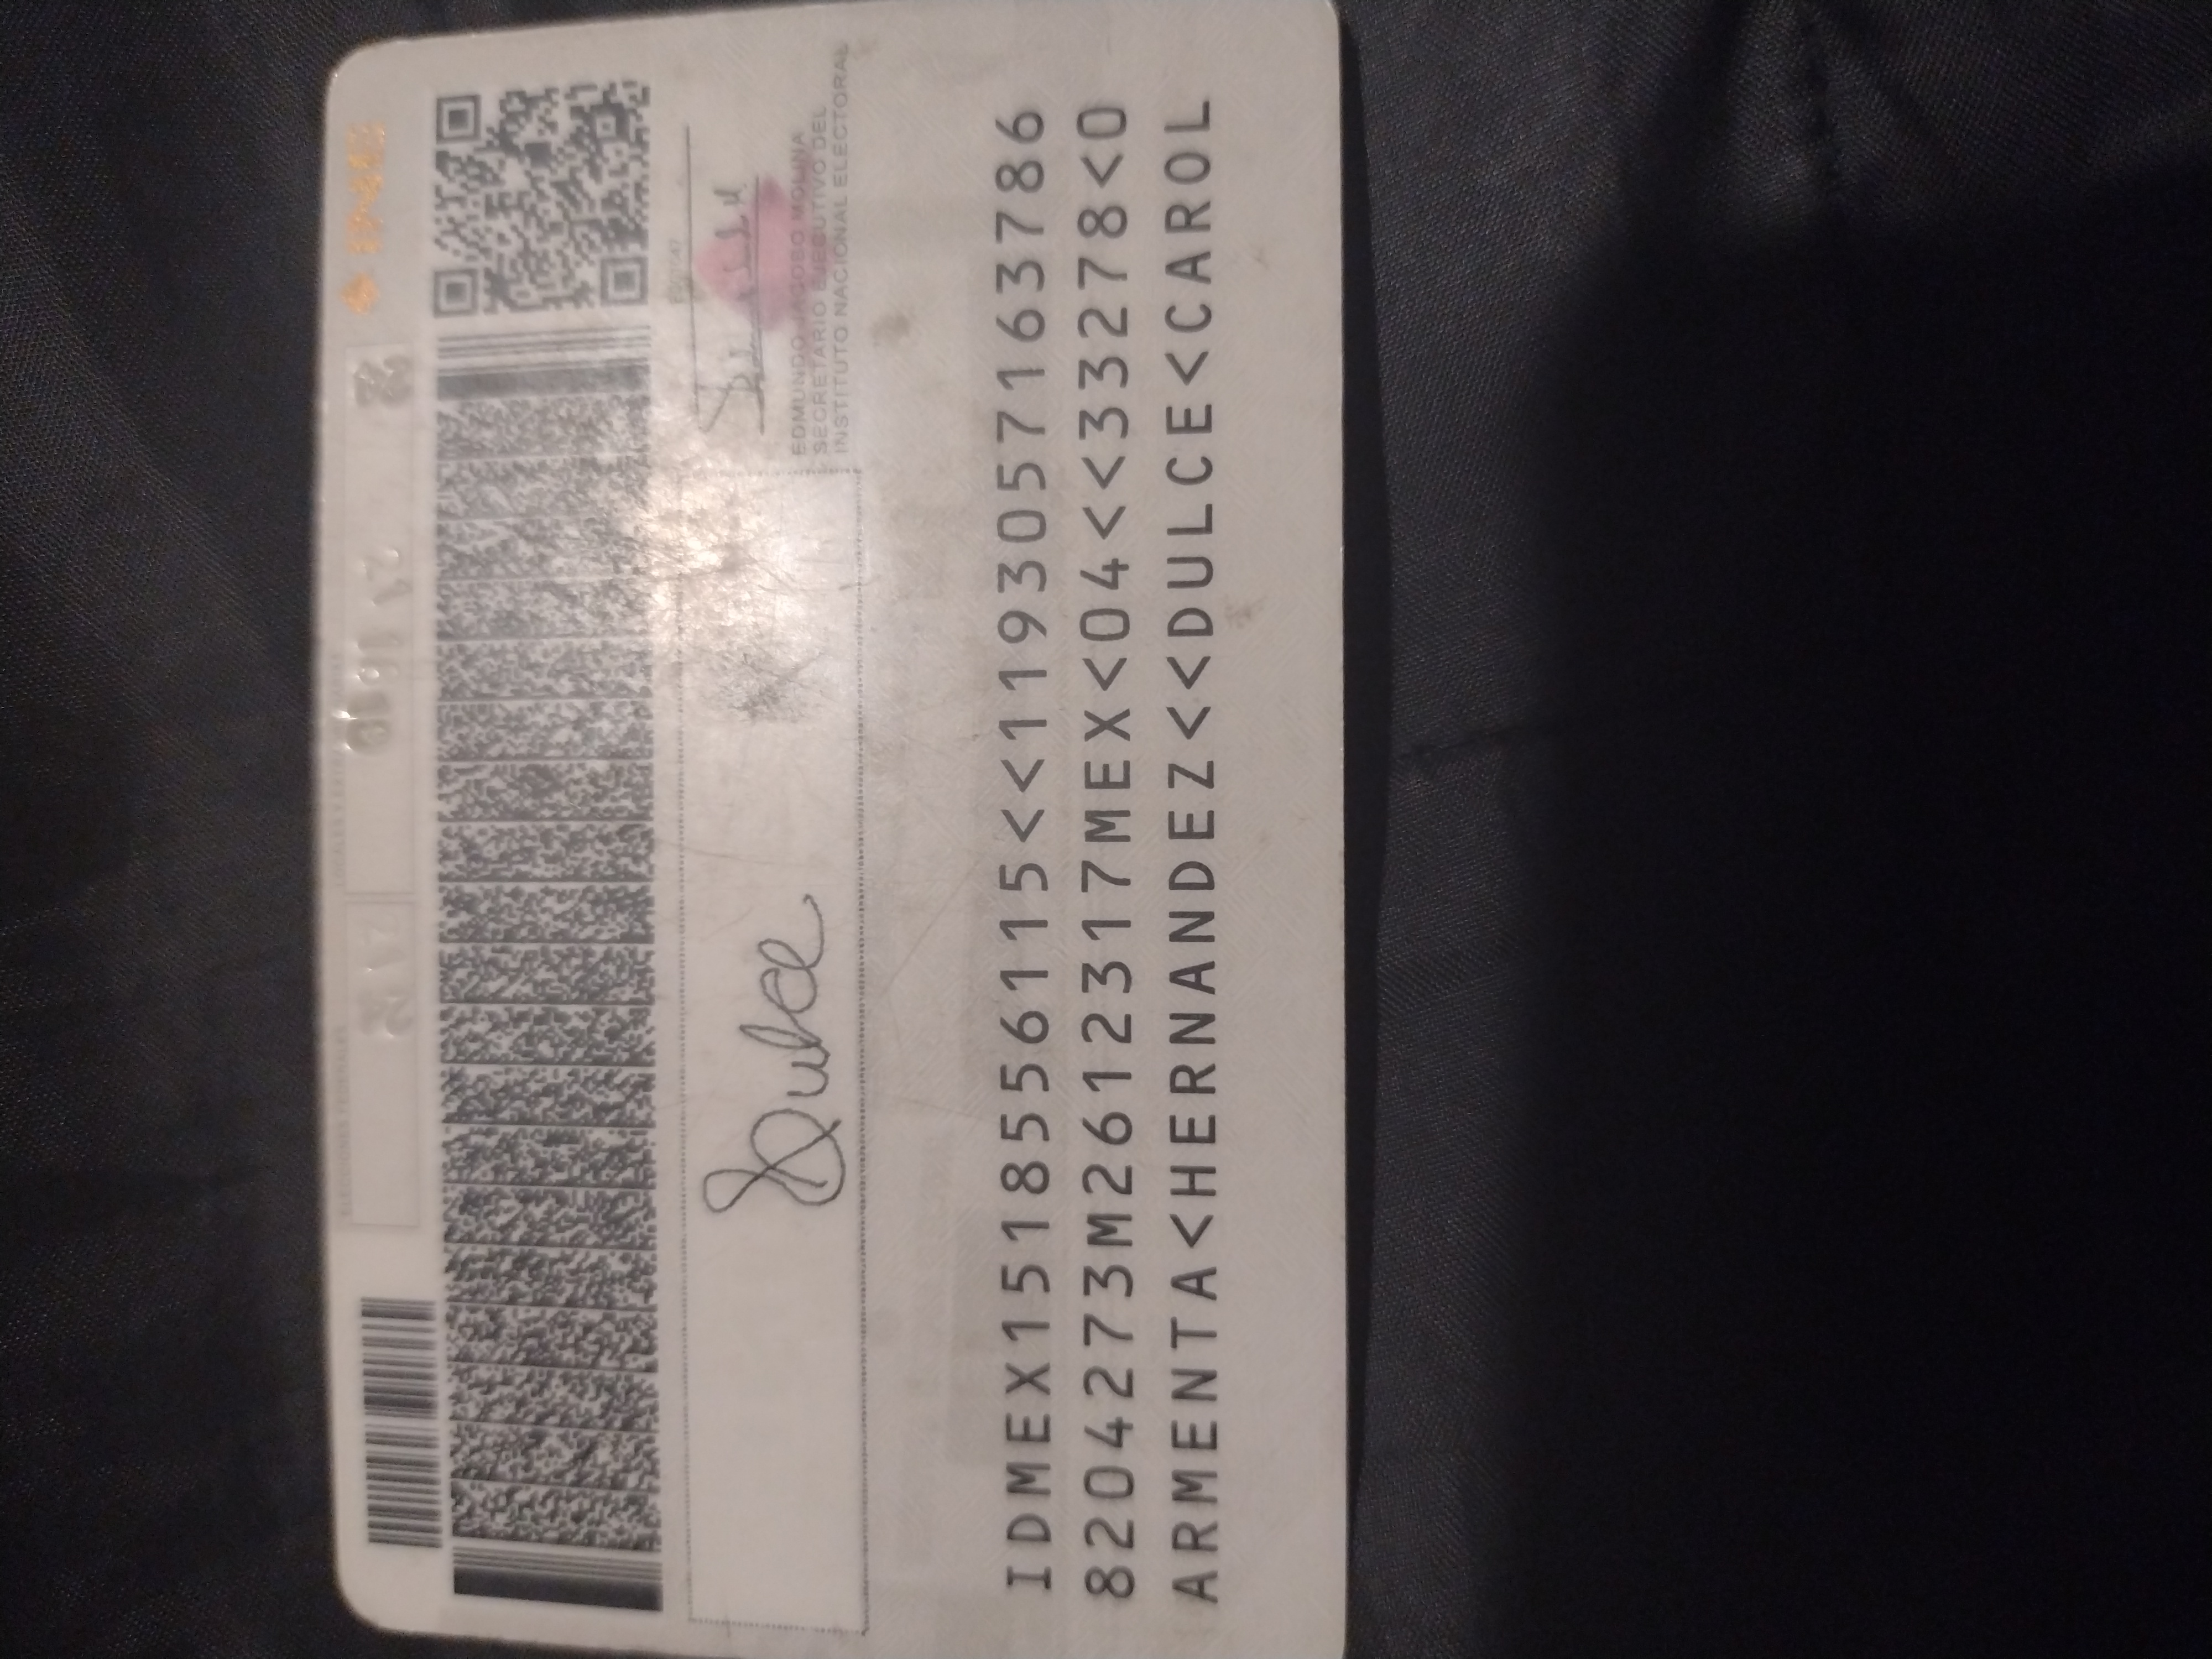 EDMUNDO JACOBO MOLINA
SECRETARIO EJECUTIVO DEL
INSTITUTO NACIONAL ELECTORAL
Dulce
IDMEX1518556115<<1193057163786
8204273M2612317MEX<04<<33278<0
ARMENTA<HERNANDEZ<<DULCE<CAROL